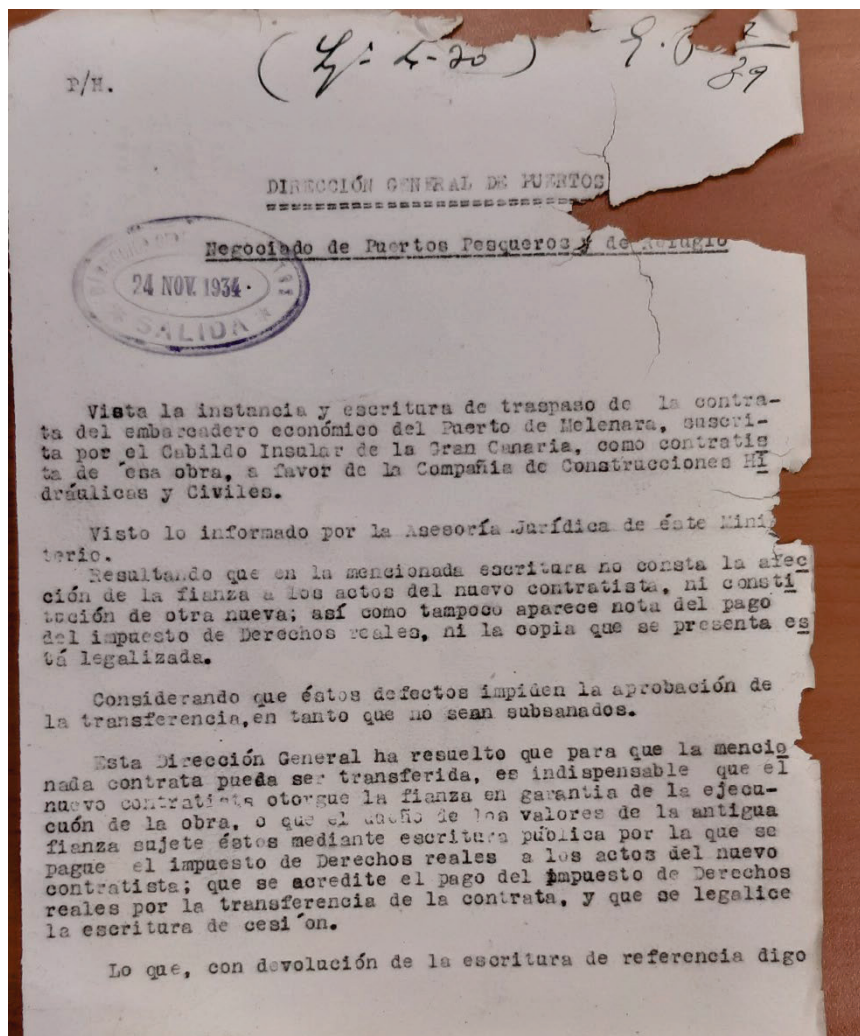 P/H.
DIRECCIÓN GENERAL DE PUERTOS
Negociado de Puertos Pesqueros y de Refugio
24 NOV. 1934.
SALIDA
Vista la instancia y escritura de traspaso de la contra-
ta del embarcadero económico del Puerto de Melenara, suscri-
ta por el Cabildo Insular de la Gran Canaria, como contratis
ta de ésa obra, a favor de la Compañia de Construcciones Hi
dráulicas y Civiles.
Visto lo informado por la Asesoría Jurídica de éste Minis
terio.
Resultando que en la mencionada escritura no consta la afec
ción de la fianza a los actos del nuevo contratista, ni consti
tución de otra nueva; así como tampoco aparece nota del pago
del impuesto de Derechos reales, ni la copia que se presenta es
tá legalizada.
Considerando que éstos defectos impiden la aprobación de
la transferencia,en tanto que no sean subsanados.
Esta Dirección General ha resuelto que para que la mencio
nada contrata pueda ser transferida, es indispensable que el
nuevo contratista otorgue la fianza en garantia de la ejecu-
cuón de la obra, o que el dueño de los valores de la antigua
fianza sujete éstos mediante escritura pública por la que se
pague el impuesto de Derechos reales a los actos del nuevo
contratista; que se acredite el pago del impuesto de Derechos
reales por la transferencia de la contrata, y que se legalice
la escritura de cesi´on.
Lo que, con devolución de la escritura de referencia digo